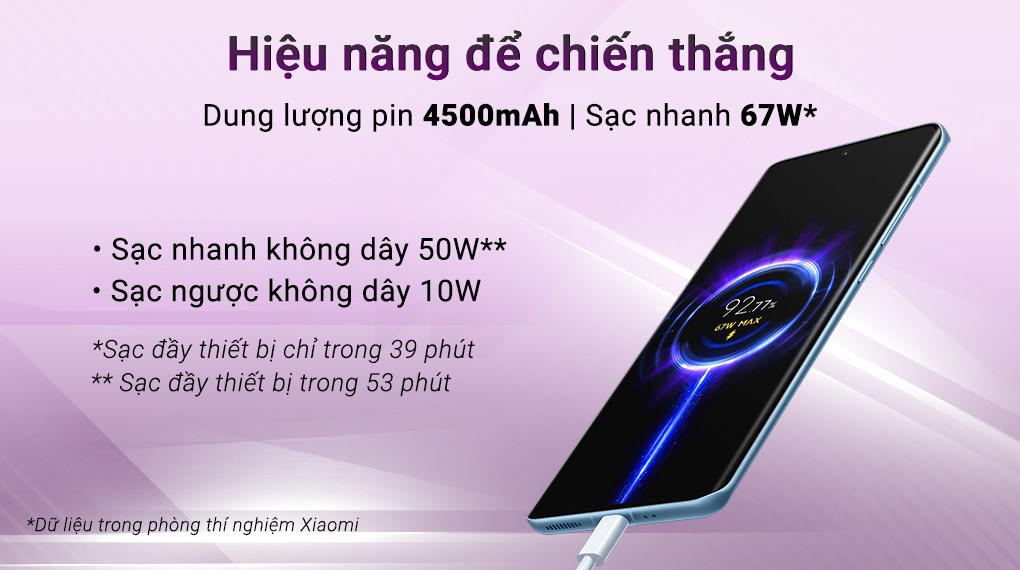 Hiệu năng để chiến thắng
Dung lượng pin 4500mAh | Sạc nhanh 67W*
• Sạc nhanh không dây 50W**
• Sạc ngược không dây 10W
*Sạc đầy thiết bị chỉ trong 39 phút
** Sạc đầy thiết bị trong 53 phút
92.77%
67W MAX
*Dữ liệu trong phòng thí nghiệm Xiaomi